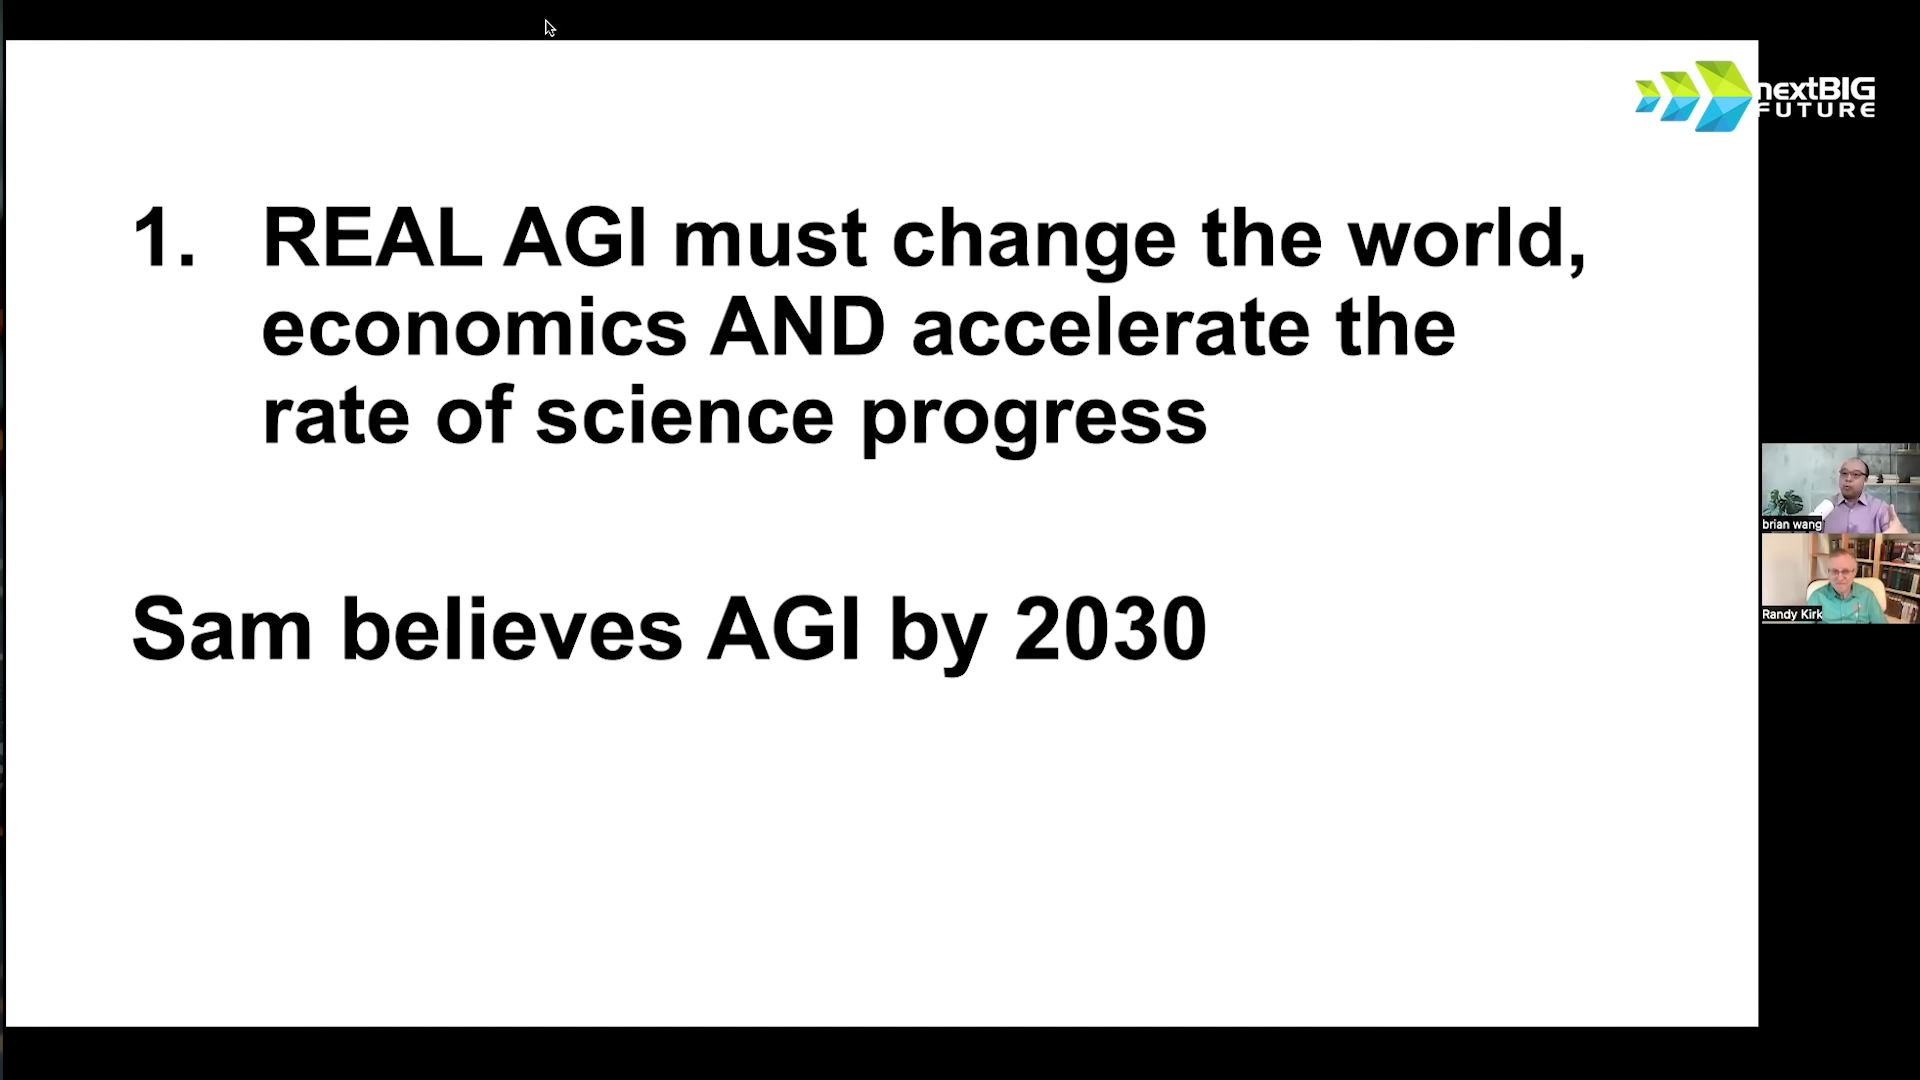 nextBIG
FUTURE
1. REAL AGI must change the world,
economics AND accelerate the
rate of science progress
Sam believes AGI by 2030
brian wang
Randy Kirk